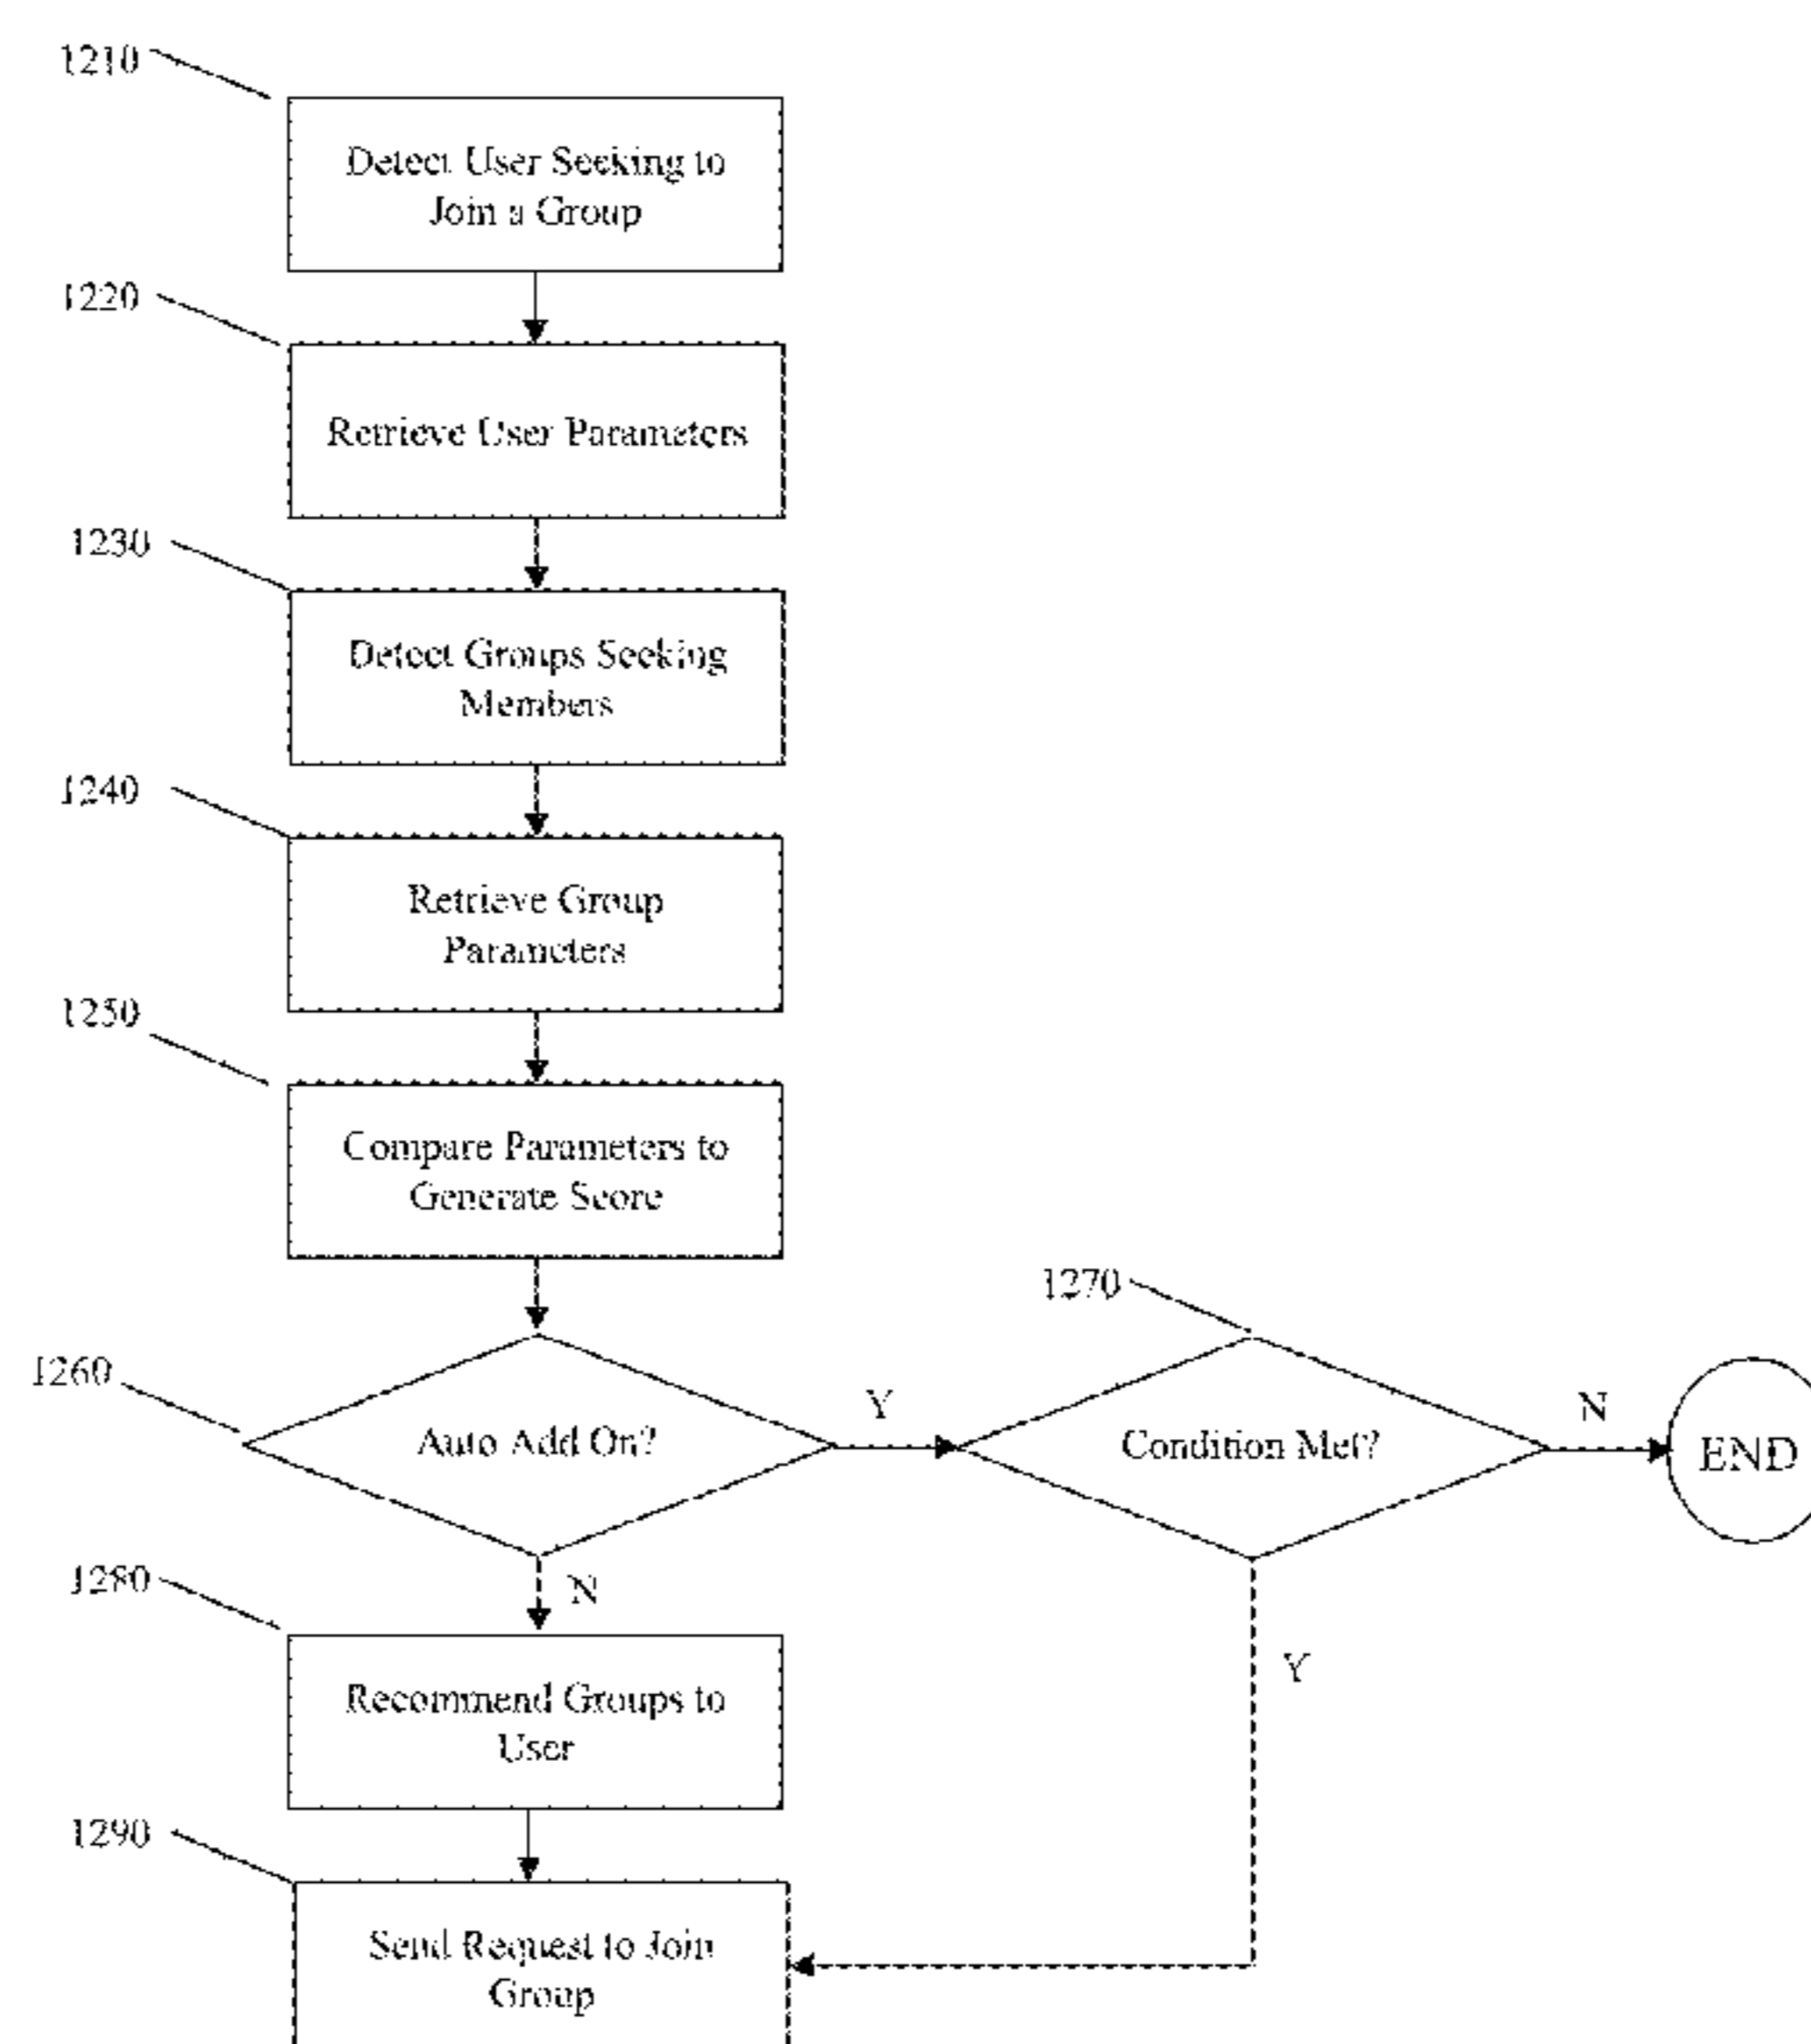 1210
Detect User Seeking to
Join a Group
1220
Retrieve User Parameters
1230
Detect Groups Seeking
Members
1240
Retrieve Group
Parameters
1250
Compare Parameters to
Generate Score
1260
Auto Add On?
Y
1270
Condition Met?
N
END
N
Y
1280
Recommend Groups to
User
1290
Send Request to Join
Group